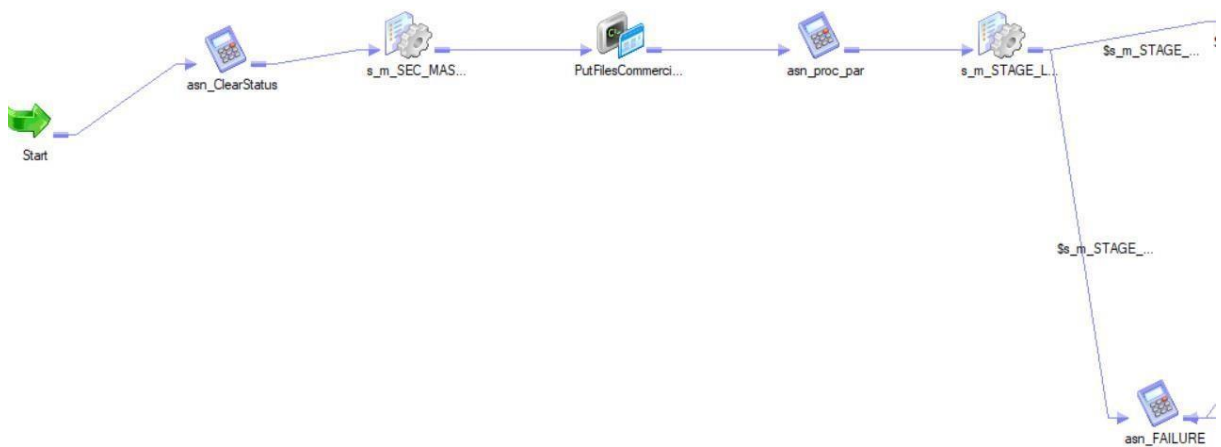 Start
asn_ClearStatus
s_m_SEC_MAS...
PutFilesCommerci...
asn_proc_par
s_m_STAGE_L...
$s_m_STAGE_...
$s_m_STAGE_...
asn_FAILURE